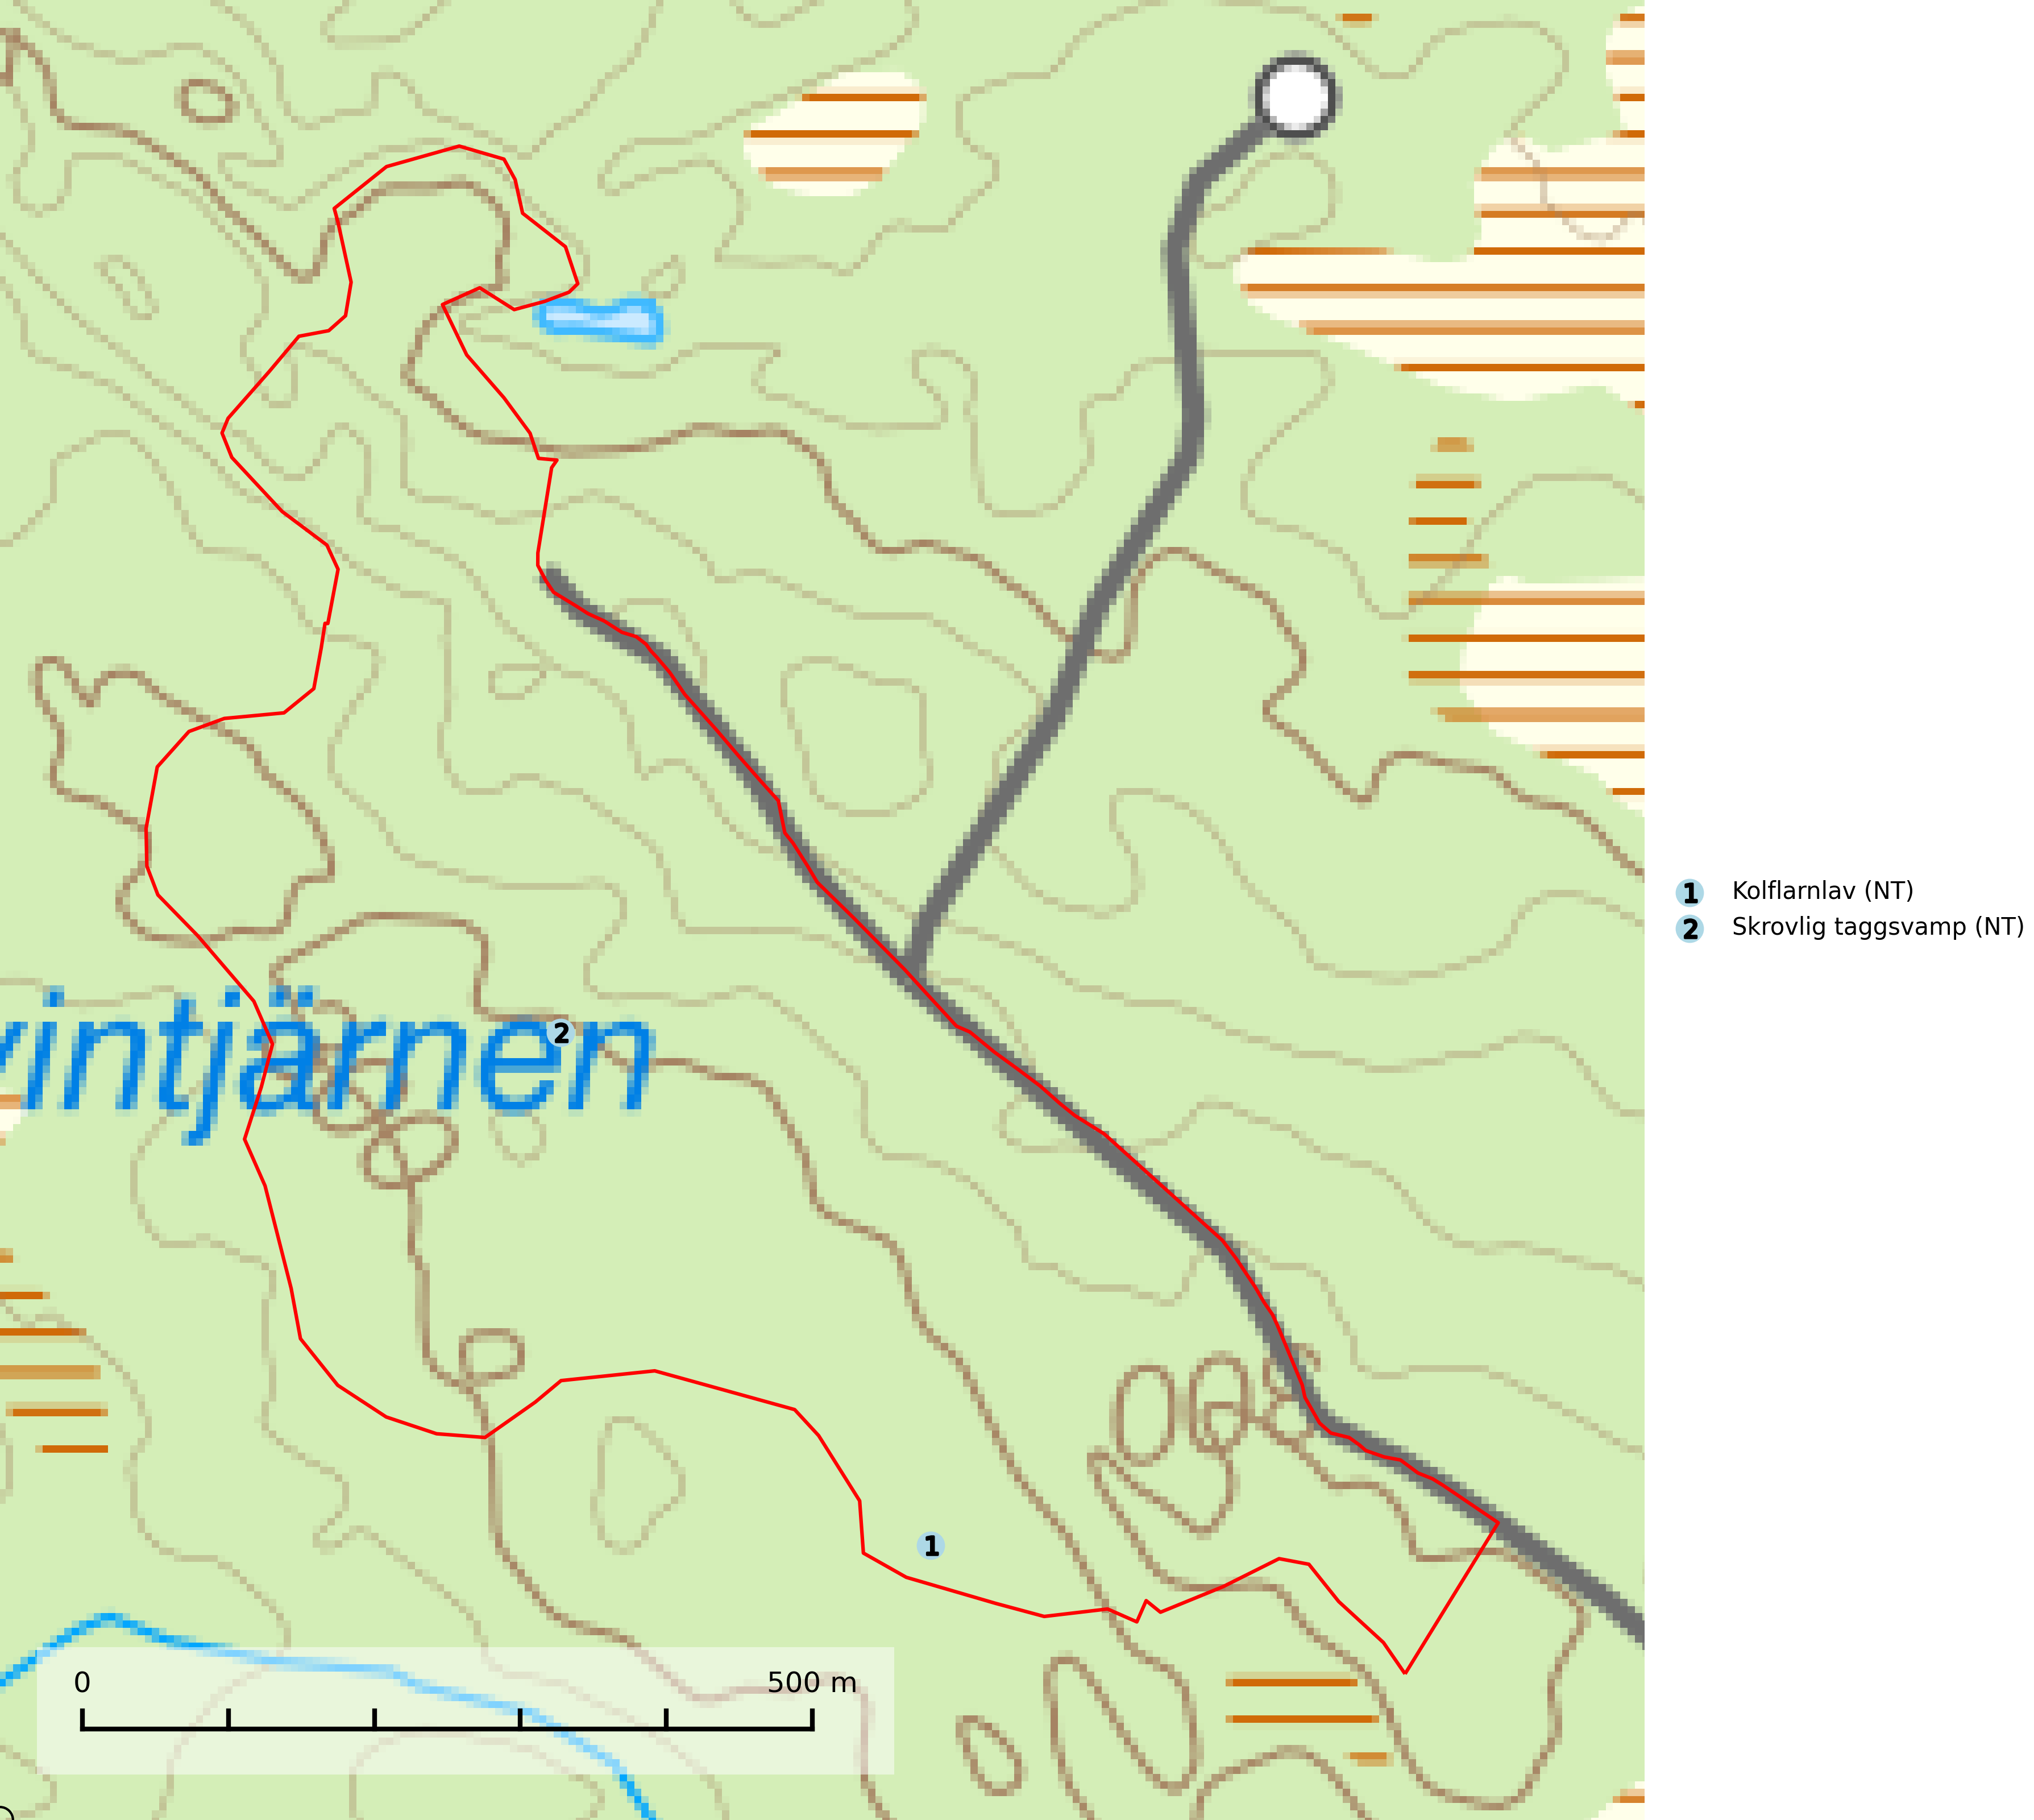 1 Kolflarnlav (NT)
2 Skrovlig taggsvamp (NT)
vintjärnen
2
1
0 500 m